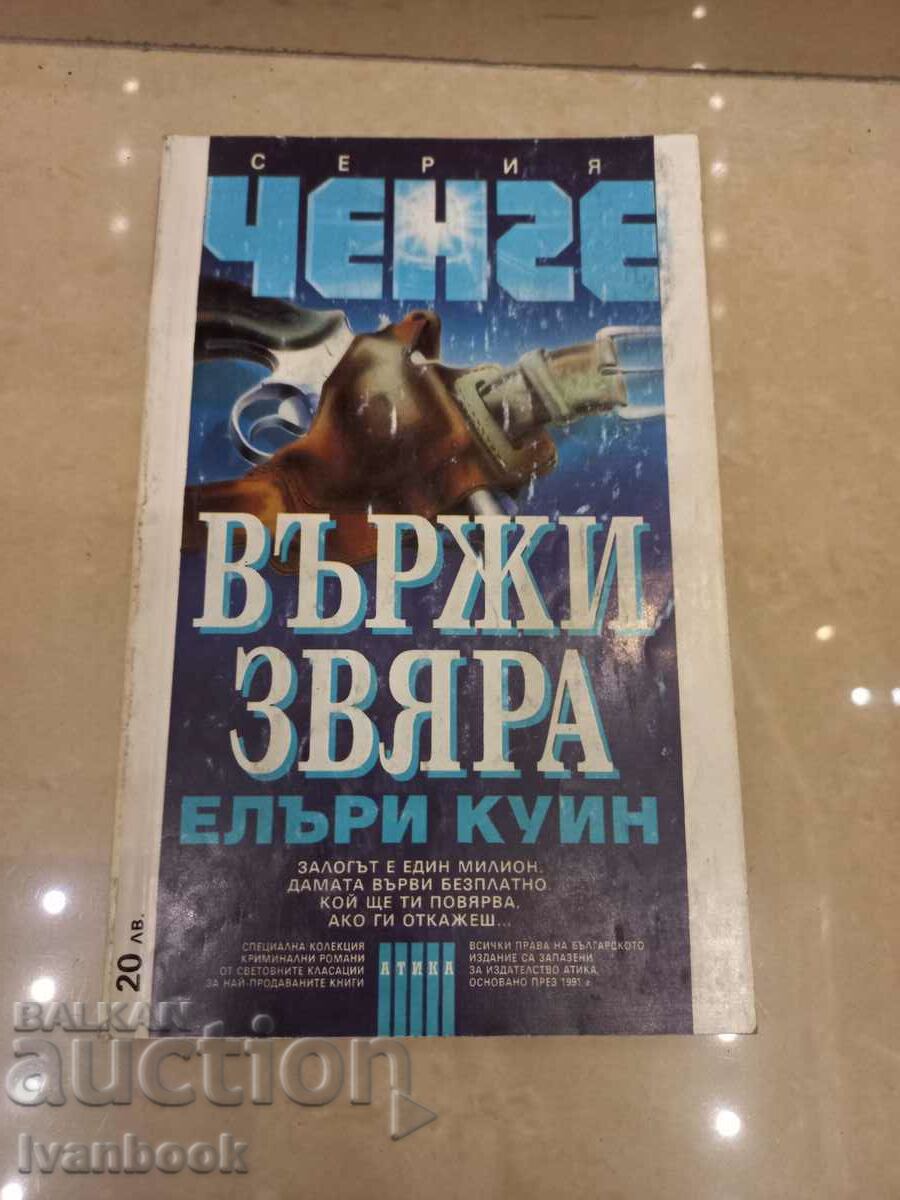 СЕРИЯ
ЧЕНГЕ
ВЪРЖИ
ЗВЯРА
ЕЛЪРИ КУИН
ЗАЛОГЪТ Е ЕДИН МИЛИОН.
ДАМАТА ВЪРВИ БЕЗПЛАТНО.
КОЙ ЩЕ ТИ ПОВЯРВА,
АКО ГИ ОТКАЖЕШ...
СПЕЦИАЛНА КОЛЕКЦИЯ
КРИМИНАЛНИ РОМАНИ
ОТ СВЕТОВНИТЕ КЛАСАЦИИ
ЗА НАЙ-ПРОДАВАНИТЕ КНИГИ
АТИКА
ВСИЧКИ ПРАВА НА БЪЛГАРСКОТО
ИЗДАНИЕ СА ЗАПАЗЕНИ
ЗА ИЗДАТЕЛСТВО АТИКА,
ОСНОВАНО ПРЕЗ 1991 г.
20 ЛВ.
BALKAN
auction
Ivanbook